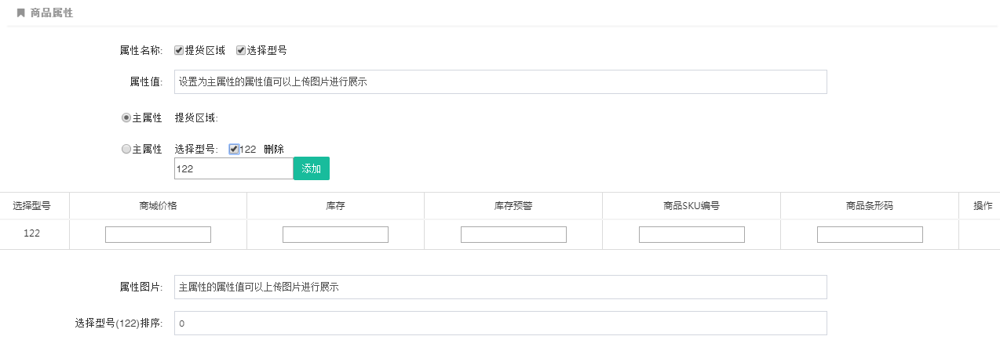 商品属性
属性名称: 提货区域 选择型号
属性值: 设置为主属性的属性值可以上传图片进行展示
主属性 提货区域:
主属性 选择型号: 122 删除
122 添加
选择型号 商城价格 库存 库存预警 商品SKU编号 商品条形码 操作
122
属性图片: 主属性的属性值可以上传图片进行展示
选择型号(122)排序: 0